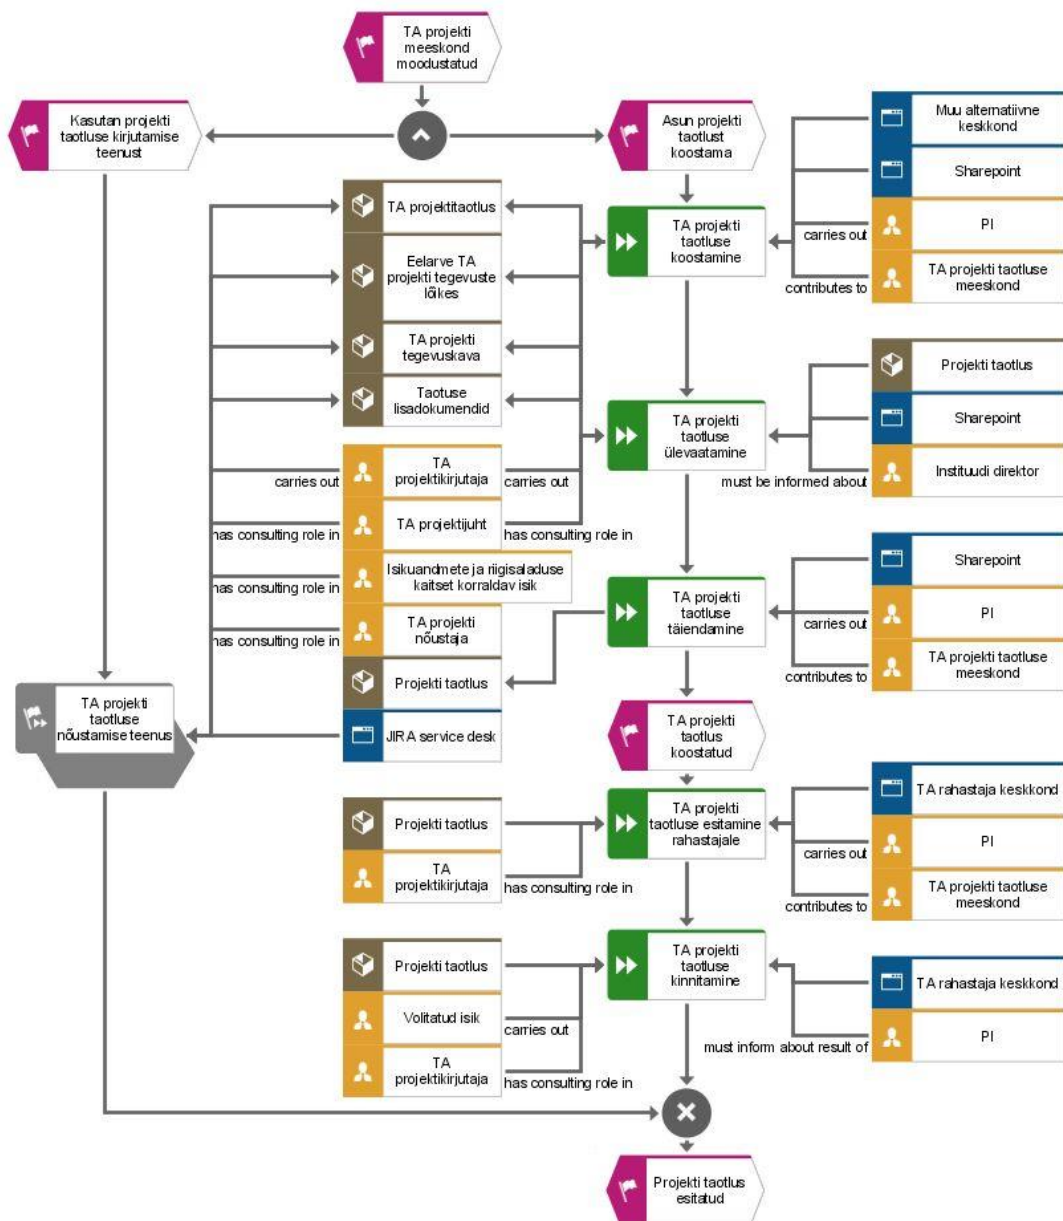 TA projekti
meeskond
moodustatud
Kasutan projekti
taotluse kirjutamise
teenust
Asun projekti
taotlust
koostama
Muu alternatiivne
keskkond
Sharepoint
PI
carries out
TA projekti taotluse
meeskond
contributes to
TA projektitaotlus
Eelarve TA
projekti tegevuste
lõikes
TA projekti
tegevuskava
Taotuse
lisadokumendid
TA projekti
taotluse
koostamine
TA projekti
taotluse
ülevaatamine
Projekti taotlus
Sharepoint
Instituudi direktor
must be informed about
carries out
TA
projektikirjutaja
carries out
has consulting role in
TA projektijuht
has consulting role in
Isikuandmete ja riigisaladuse
kaitset korraldav isik
has consulting role in
TA projekti
nõustaja
has consulting role in
Projekti taotlus
JIRA service desk
TA projekti
taotluse
nõustamise teenus
TA projekti
taotluse
täiendamine
Sharepoint
PI
carries out
TA projekti taotluse
meeskond
contributes to
TA projekti
taotlus
koostatud
Projekti taotlus
TA
projektikirjutaja
has consulting role in
TA projekti
taotluse esitamine
rahastajale
TA rahastaja keskkond
PI
carries out
TA projekti taotluse
meeskond
contributes to
Projekti taotlus
Volitatud isik
carries out
TA
projektikirjutaja
has consulting role in
TA projekti
taotluse
kinnitamine
TA rahastaja keskkond
PI
must inform about result of
Projekti taotlus
esitatud